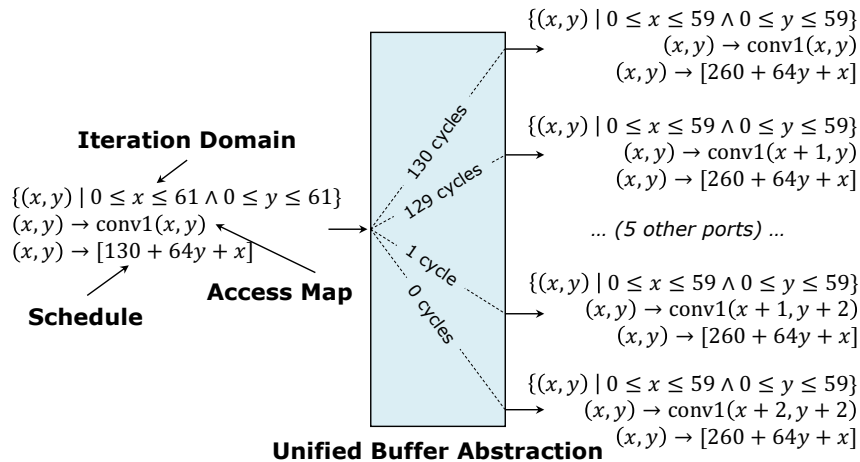 Iteration Domain
{(x, y) | 0 ≤ x ≤ 61 ∧ 0 ≤ y ≤ 61}
(x, y) → conv1(x, y)
(x, y) → [130 + 64y + x]
Access Map
Schedule
130 cycles
129 cycles
1 cycle
0 cycles
{(x, y) | 0 ≤ x ≤ 59 ∧ 0 ≤ y ≤ 59}
(x, y) → conv1(x, y)
(x, y) → [260 + 64y + x]
{(x, y) | 0 ≤ x ≤ 59 ∧ 0 ≤ y ≤ 59}
(x, y) → conv1(x + 1, y)
(x, y) → [260 + 64y + x]
... (5 other ports) ...
{(x, y) | 0 ≤ x ≤ 59 ∧ 0 ≤ y ≤ 59}
(x, y) → conv1(x + 1, y + 2)
(x, y) → [260 + 64y + x]
{(x, y) | 0 ≤ x ≤ 59 ∧ 0 ≤ y ≤ 59}
(x, y) → conv1(x + 2, y + 2)
(x, y) → [260 + 64y + x]
Unified Buffer Abstraction